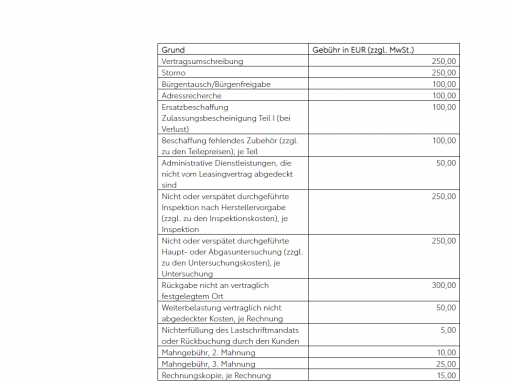 Grund Gebühr in EUR (zzgl. MwSt.)
Vertragsumschreibung 250,00
Storno 250,00
Bürgentausch/Bürgenfreigabe 100,00
Adressrecherche 100,00
Ersatzbeschaffung 100,00
Zulassungsbescheinigung Teil I (bei
Verlust)
Beschaffung fehlendes Zubehör (zzgl. 100,00
zu den Teilepreisen), je Teil
Administrative Dienstleistungen, die 50,00
nicht vom Leasingvertrag abgedeckt
sind
Nicht oder verspätet durchgeführte 250,00
Inspektion nach Herstellervorgabe
(zzgl. zu den Inspektionskosten), je
Inspektion
Nicht oder verspätet durchgeführte 250,00
Haupt- oder Abgasuntersuchung (zzgl.
zu den Untersuchungskosten), je
Untersuchung
Rückgabe nicht an vertraglich 300,00
festgelegtem Ort
Weiterbelastung vertraglich nicht 50,00
abgedeckter Kosten, je Rechnung
Nichterfüllung des Lastschriftmandats 5,00
oder Rückbuchung durch den Kunden
Mahngebühr, 2. Mahnung 10,00
Mahngebühr, 3. Mahnung 25,00
Rechnungskopie, je Rechnung 15,00